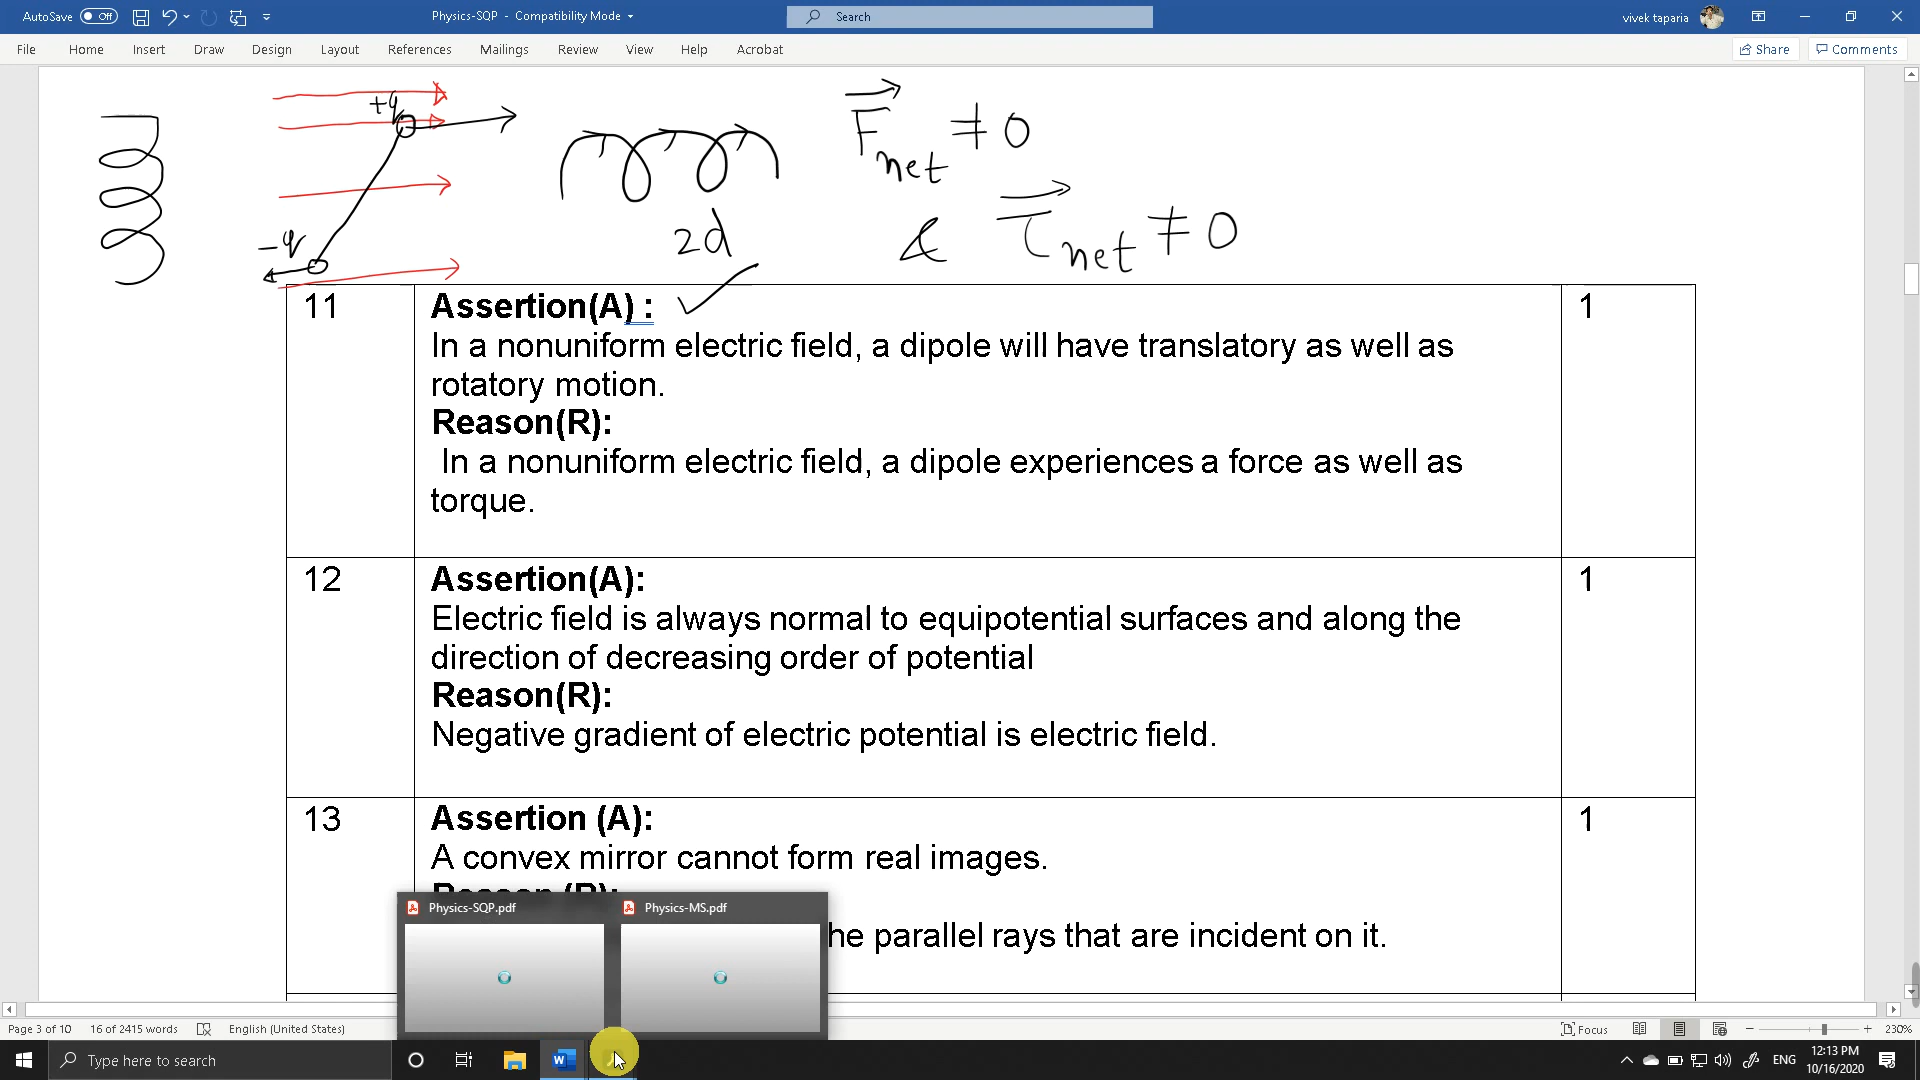 AutoSave Off
Physics-SQP - Compatibility Mode
Search
vivek taparia
File Home Insert Draw Design Layout References Mailings Review View Help Acrobat
Share Comments
+q
-q
2d
F net ≠ 0
& τ net ≠ 0
11
Assertion(A) :
In a nonuniform electric field, a dipole will have translatory as well as
rotatory motion.
Reason(R):
In a nonuniform electric field, a dipole experiences a force as well as
torque.
1
12
Assertion(A):
Electric field is always normal to equipotential surfaces and along the
direction of decreasing order of potential
Reason(R):
Negative gradient of electric potential is electric field.
1
13
Assertion (A):
A convex mirror cannot form real images.
1
Physics-SQP.pdf
Physics-MS.pdf
he parallel rays that are incident on it.
Page 3 of 10
16 of 2415 words
English (United States)
Focus
230%
Type here to search
ENG
12:13 PM
10/16/2020